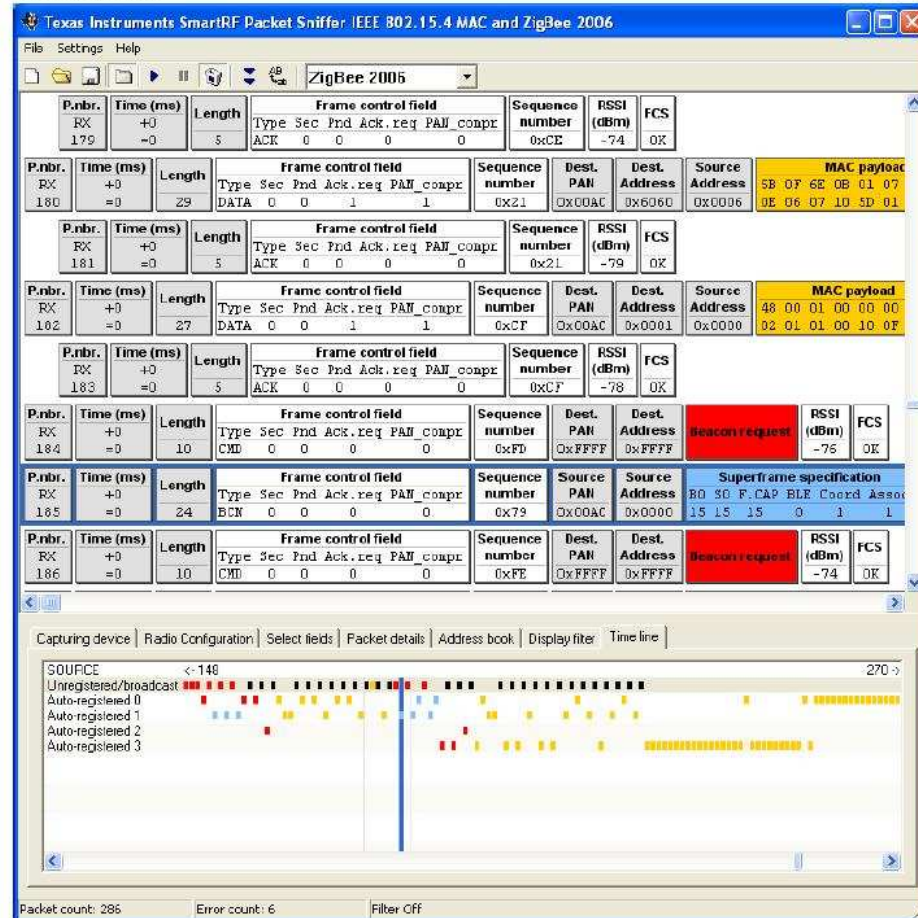 Texas Instruments SmartRF Packet Sniffer IEEE 802.15.4 MAC and ZigBee 2006
File Settings Help
ZigBee 2006
P.nbr. Time (ms) Length Frame control field Sequence number RSSI (dBm) FCS
RX +0 Type Sec Pnd Ack.req PAN_compr
179 =0 5 ACK 0 0 0 0 0xCE -74 OK
P.nbr. Time (ms) Length Frame control field Sequence number Dest. PAN Dest. Address Source Address MAC payload
RX +0 Type Sec Pnd Ack.req PAN_compr 5B 0F 6E 0B 01 07
180 =0 29 DATA 0 0 1 1 0x21 0x00AC 0x6060 0x0006 0E 06 07 10 5D 01
P.nbr. Time (ms) Length Frame control field Sequence number RSSI (dBm) FCS
RX +0 Type Sec Pnd Ack.req PAN_compr
181 =0 5 ACK 0 0 0 0 0x21 -79 OK
P.nbr. Time (ms) Length Frame control field Sequence number Dest. PAN Dest. Address Source Address MAC payload
RX +0 Type Sec Pnd Ack.req PAN_compr 48 00 01 00 00 00
182 =0 27 DATA 0 0 1 1 0xCF 0x00AC 0x0001 0x0000 02 01 01 00 10 0F
P.nbr. Time (ms) Length Frame control field Sequence number RSSI (dBm) FCS
RX +0 Type Sec Pnd Ack.req PAN_compr
183 =0 5 ACK 0 0 0 0 0xCF -78 OK
P.nbr. Time (ms) Length Frame control field Sequence number Dest. PAN Dest. Address Beacon request RSSI (dBm) FCS
RX +0 Type Sec Pnd Ack.req PAN_compr
184 =0 10 CMD 0 0 0 0 0xFD 0xFFFF 0xFFFF -76 OK
P.nbr. Time (ms) Length Frame control field Sequence number Source PAN Source Address Superframe specification
RX +0 Type Sec Pnd Ack.req PAN_compr BO SO F.CAP BLE Coord Assoc
185 =0 24 BCN 0 0 0 0 0x79 0x00AC 0x0000 15 15 15 0 1 1
P.nbr. Time (ms) Length Frame control field Sequence number Dest. PAN Dest. Address Beacon request RSSI (dBm) FCS
RX +0 Type Sec Pnd Ack.req PAN_compr
186 =0 10 CMD 0 0 0 0 0xFE 0xFFFF 0xFFFF -74 OK
Capturing device Radio Configuration Select fields Packet details Address book Display filter Time line
SOURCE <-148 270->
Unregistered/broadcast
Auto-registered 0
Auto-registered 1
Auto-registered 2
Auto-registered 3
Packet count: 286 Error count: 6 Filter Off